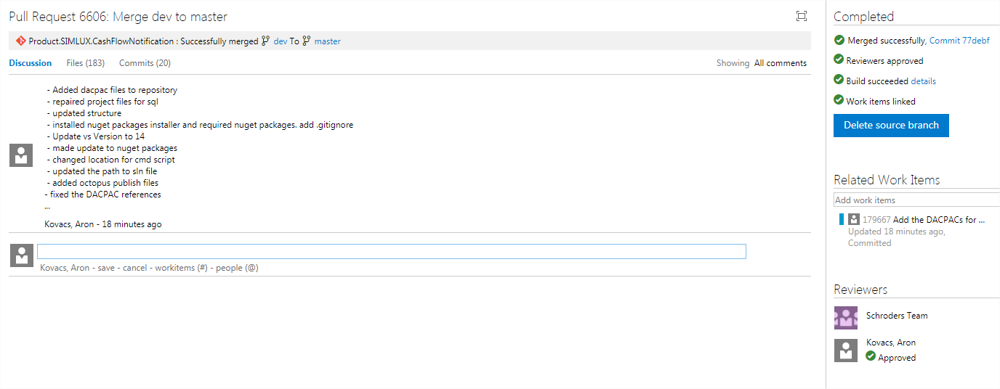 Pull Request 6606: Merge dev to master
Product.SIMLUX.CashFlowNotification : Successfully merged dev To master
Discussion Files (183) Commits (20) Showing All comments
- Added dacpac files to repository
- repaired project files for sql
- updated structure
- installed nuget packages installer and required nuget packages. add .gitignore
- Update vs Version to 14
- made update to nuget packages
- changed location for cmd script
- updated the path to sln file
- added octopus publish files
- fixed the DACPAC references
...
Kovacs, Aron - 18 minutes ago
Kovacs, Aron - save - cancel - workitems (#) - people (@)
Completed
Merged successfully, Commit 77debf
Reviewers approved
Build succeeded details
Work items linked
Delete source branch
Related Work Items
Add work items
179667 Add the DACPACs for ...
Updated 18 minutes ago,
Committed
Reviewers
Schroders Team
Kovacs, Aron
Approved